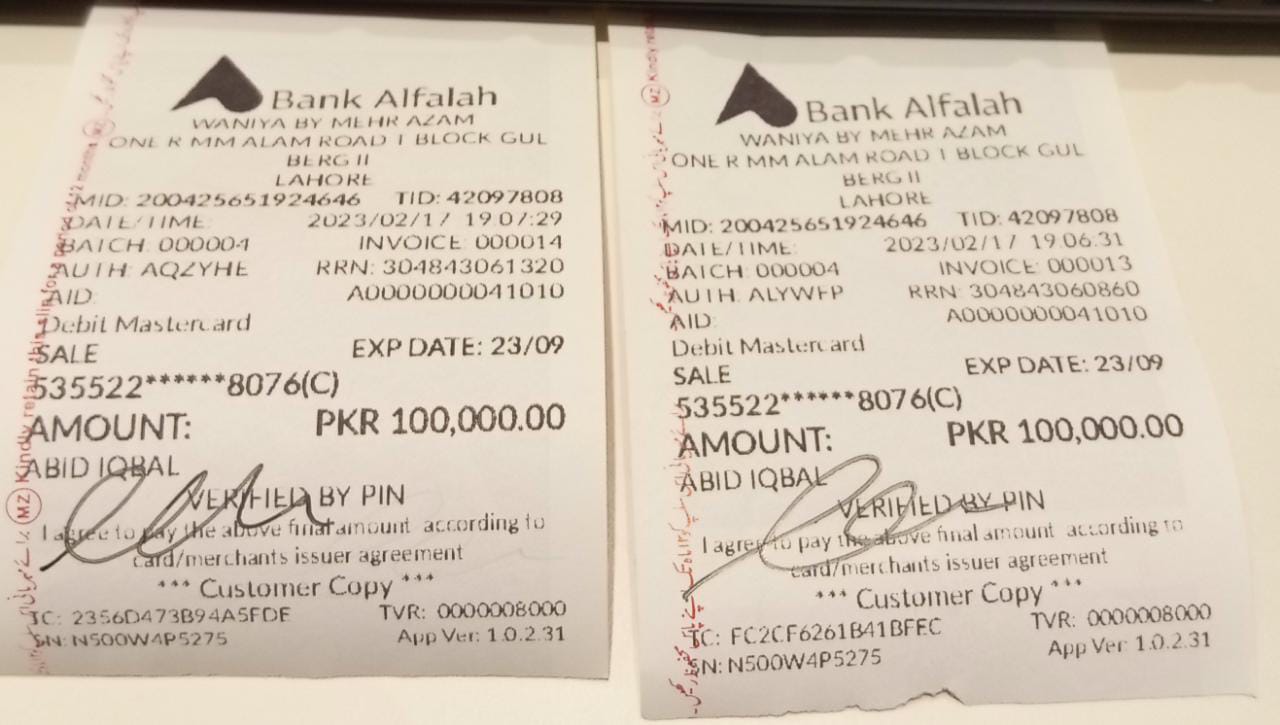 Bank Alfalah
WANIYA BY MEHR AZAM
ONE R MM ALAM ROAD 1 BLOCK GUL
BERG II
LAHORE
MID: 200425651924646 TID: 42097808
DATE/TIME: 2023/02/17 19:07:29
BATCH: 000004 INVOICE: 000014
AUTH: AQZYHE RRN: 304843061320
AID: A0000000041010
Debit Mastercard
SALE EXP DATE: 23/09
535522******8076(C)
AMOUNT: PKR 100,000.00
ABID IQBAL
VERIFIED BY PIN
I agree to pay the above final amount according to
card/merchants issuer agreement
*** Customer Copy ***
TC: 2356D473B94A5FDE TVR: 0000008000
SN: N500W4P5275 App Ver: 1.0.2.31
MZ Kindly retain this slip for a period of 12 months MZ
Bank Alfalah
WANIYA BY MEHR AZAM
ONE R MM ALAM ROAD 1 BLOCK GUL
BERG II
LAHORE
MID: 200425651924646 TID: 42097808
DATE/TIME: 2023/02/17 19:06:31
BATCH: 000004 INVOICE: 000013
AUTH: ALYWFP RRN: 304843060860
AID: A0000000041010
Debit Mastercard
SALE EXP DATE: 23/09
535522******8076(C)
AMOUNT: PKR 100,000.00
ABID IQBAL
VERIFIED BY PIN
I agree to pay the above final amount according to
card/merchants issuer agreement
*** Customer Copy ***
TC: FC2CF6261B41BFEC TVR: 0000008000
SN: N500W4P5275 App Ver: 1.0.2.31
MZ Kindly